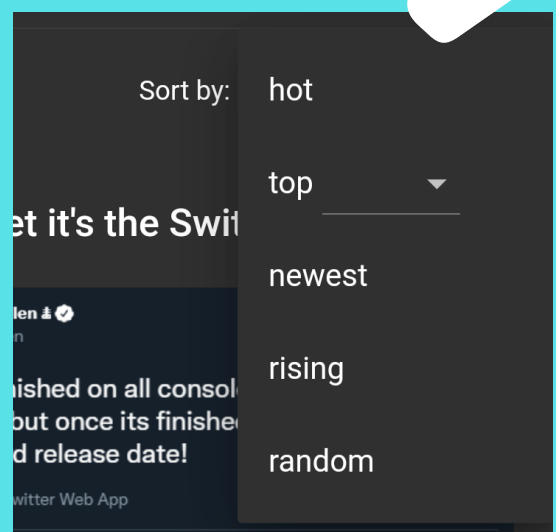 Sort by:
hot
top
newest
rising
random
et it's the Swit
len
n
ished on all consol
but once its finishe
d release date!
witter Web App